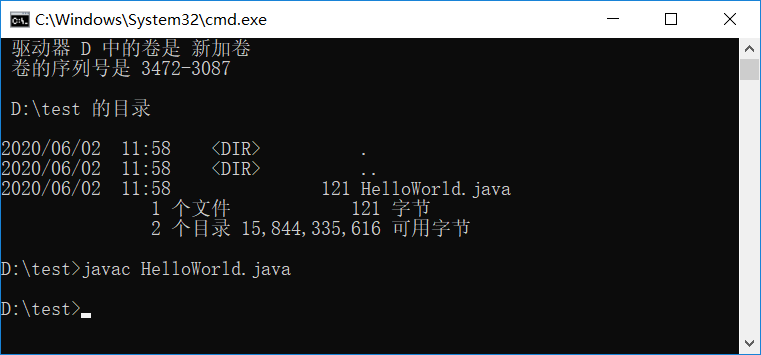 C:\Windows\System32\cmd.exe
驱动器 D 中的卷是 新加卷
卷的序列号是 3472-3087
D:\test 的目录
2020/06/02  11:58    <DIR>          .
2020/06/02  11:58    <DIR>          ..
2020/06/02  11:58               121 HelloWorld.java
1 个文件            121 字节
2 个目录 15,844,335,616 可用字节
D:\test>javac HelloWorld.java
D:\test>